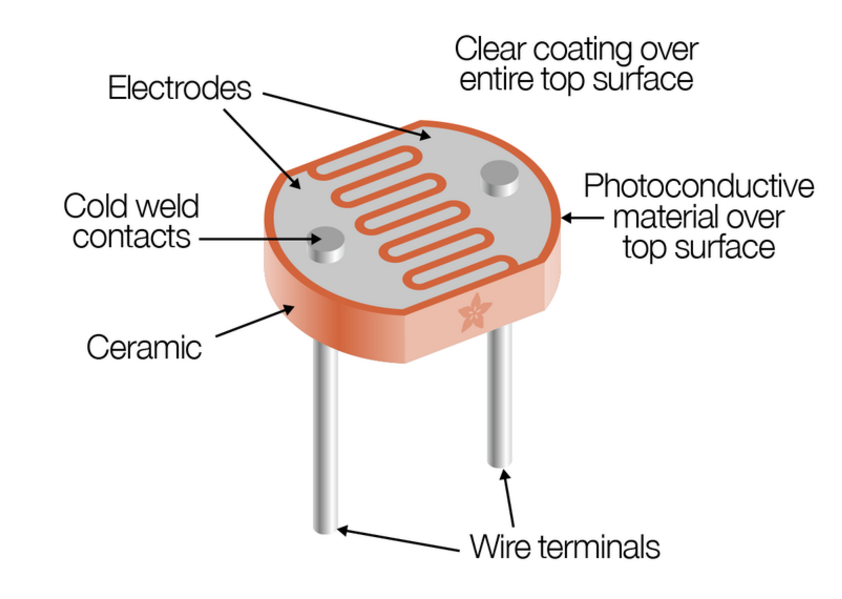 Clear coating over
entire top surface
Electrodes
Photoconductive
material over
top surface
Cold weld
contacts
Ceramic
Wire terminals